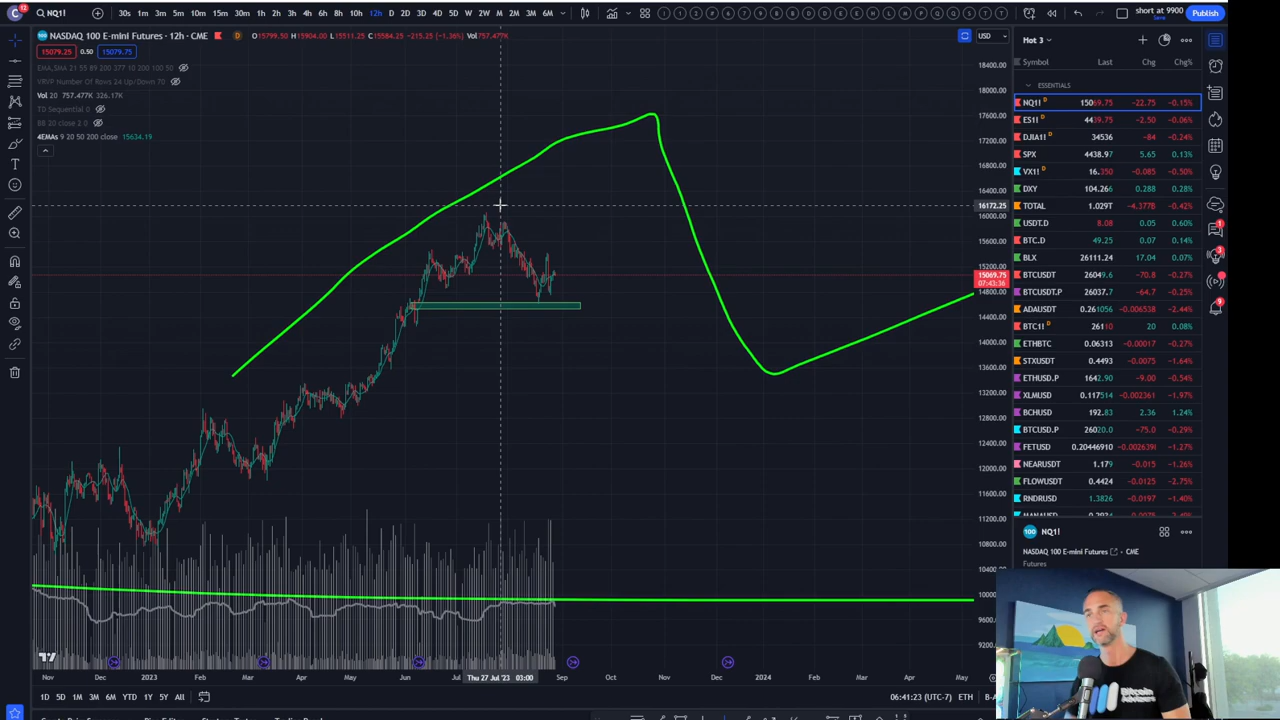 NQ1! 30s 1m 3m 5m 10m 15m 30m 1h 2h 3h 4h 6h 8h 10h 12h D 2D 3D 4D 5D W 2W M 2M 3M 6M short at 9900 Save Publish
NASDAQ 100 E-mini Futures · 12h · CME D O15799.50 H15904.00 L15511.25 C15584.25 -215.25 (-1.36%) Vol757.477K USD
15079.25 0.50 15079.75
EMA,SMA 21 55 89 200 377 10 200 100 50
VRVP Number Of Rows 24 Up/Down 70
Vol 20 757.477K 326.17K
TD Sequential 0
BB 20 close 2.0
4EMAs 9 20 50 200 close 15634.19
18400.00
18000.00
17600.00
17200.00
16800.00
16400.00
16172.25
16000.00
15600.00
15200.00
15069.75
07:43:36
14800.00
14400.00
14000.00
13600.00
13200.00
12800.00
12400.00
12000.00
11600.00
11200.00
10800.00
10400.00
10000.00
9600.00
9200.00
Nov Dec 2023 Feb Mar Apr May Jun Jul Thu 27 Jul '23 03:00 Sep Oct Nov Dec 2024 Feb Mar Apr May
1D 5D 1M 3M 6M YTD 1Y 5Y All 06:41:23 (UTC-7) ETH B-A
Hot 3
Symbol Last Chg Chg%
ESSENTIALS
NQ1! D 15069.75 -22.75 -0.15%
ES1! D 4439.75 -2.50 -0.06%
DJIA1! D 34536 -84 -0.24%
SPX 4438.97 5.65 0.13%
VX1! D 16.350 -0.085 -0.50%
DXY 104.266 0.288 0.28%
TOTAL 1.029T -4.377B -0.42%
USDT.D 8.08 0.05 0.60%
BTC.D 49.25 0.07 0.14%
BLX 26111.24 17.04 0.07%
BTCUSDT 26049.6 -70.8 -0.27%
BTCUSDT.P 26037.7 -64.7 -0.25%
ADAUSDT 0.261056 -0.006538 -2.44%
BTC1! D 26110 20 0.08%
ETHBTC 0.06313 -0.00017 -0.27%
STXUSDT 0.4493 -0.0075 -1.64%
ETHUSD.P 1642.90 -9.00 -0.54%
XLMUSD 0.117514 -0.002361 -1.97%
BCHUSD 192.83 2.36 1.24%
BTCUSD.P 26020.0 -75.0 -0.29%
FETUSD 0.20446910 -0.0026391 -1.27%
NEARUSDT 1.179 -0.015 -1.26%
FLOWUSDT 0.4424 -0.0125 -2.75%
RNDRUSD 1.3826 -0.0197 -1.40%
100 NQ1!
NASDAQ 100 E-mini Futures · CME
Futures
Bitcoin